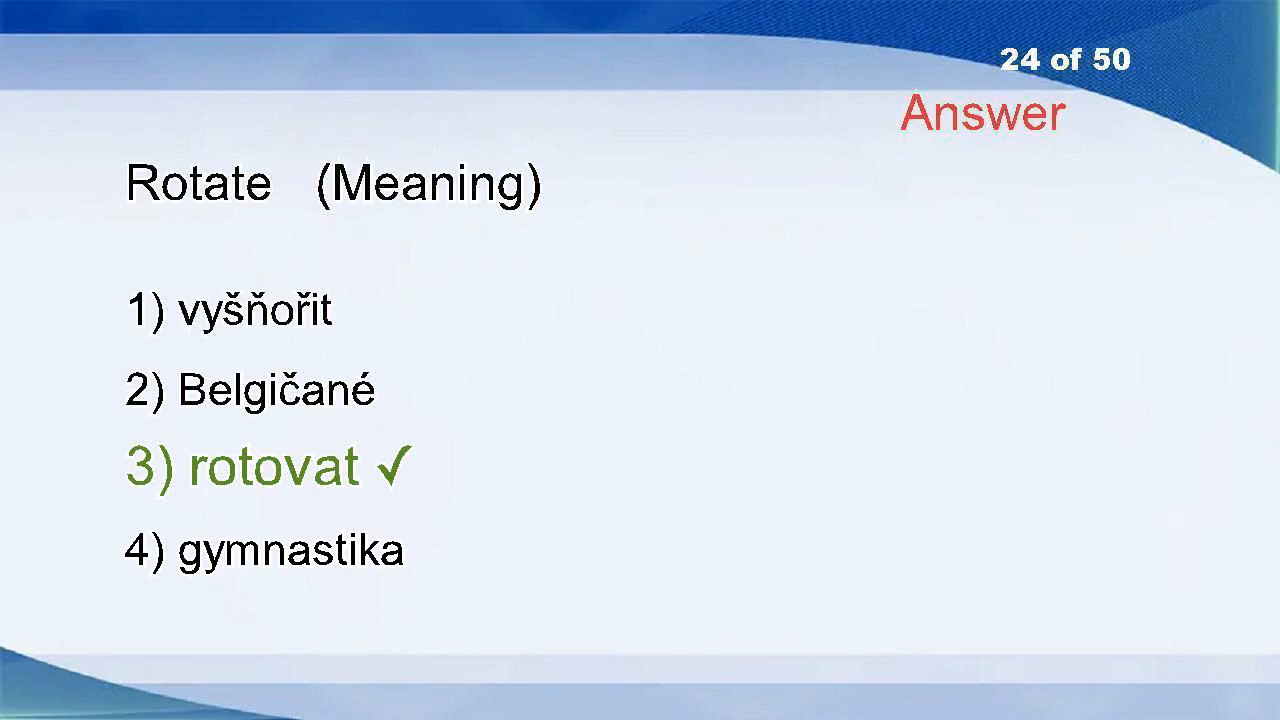 24 of 50
Answer
Rotate (Meaning)
1) vyšňořit
2) Belgičané
3) rotovat ✓
4) gymnastika